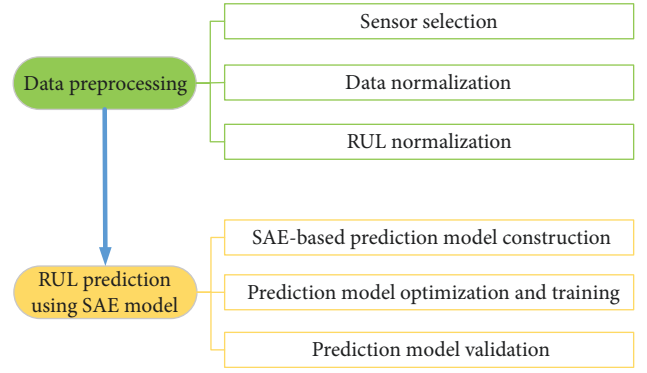 Data preprocessing
Sensor selection
Data normalization
RUL normalization
RUL prediction
using SAE model
SAE-based prediction model construction
Prediction model optimization and training
Prediction model validation